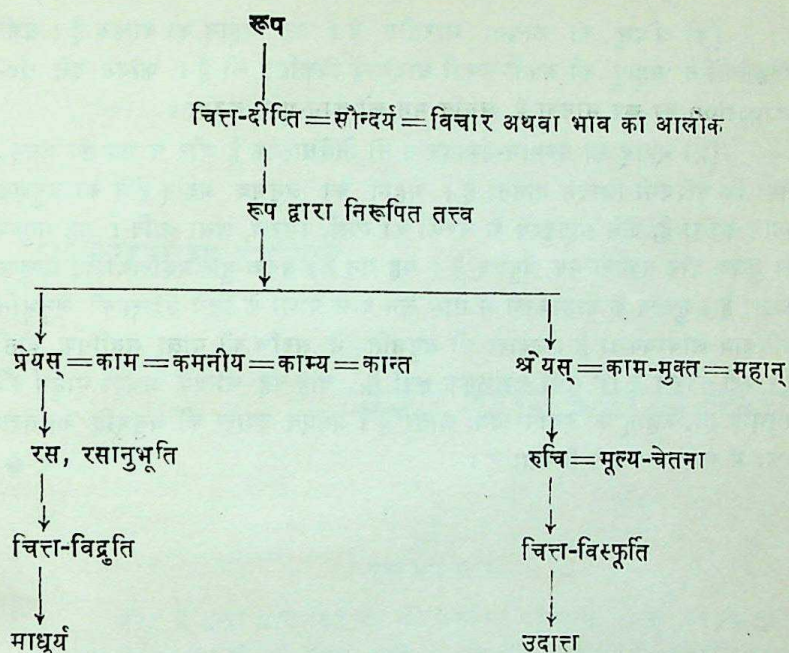 रूप
चित्ता-दीप्ति=सौन्दर्य=विचार अथवा भाव का आलोक
रूप द्वारा निरूपित तत्त्व
प्रेयस्=काम=कमनीय=काम्य=कान्त
श्रेयस्=काम-मुक्त=महान्
रस, रसानुभूति
रुचि=मूल्य-चेतना
चित्ता-विद्रुति
चित्ता-विस्फूर्ति
माधुर्य
उदात्ता